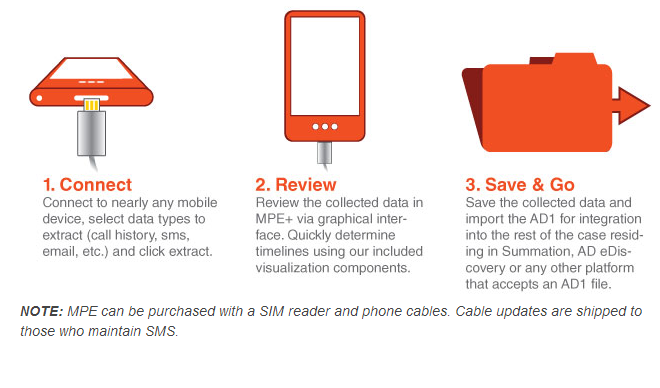 1. Connect
Connect to nearly any mobile
device, select data types to
extract (call history, sms,
email, etc.) and click extract.
2. Review
Review the collected data in
MPE+ via graphical inter-
face. Quickly determine
timelines using our included
visualization components.
3. Save & Go
Save the collected data and
import the AD1 for integration
into the rest of the case resid-
ing in Summation, AD eDis-
covery or any other platform
that accepts an AD1 file.
NOTE: MPE can be purchased with a SIM reader and phone cables. Cable updates are shipped to
those who maintain SMS.